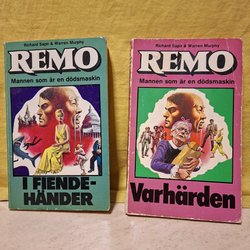 Richard Sapir & Warren Murphy
REMO
Mannen som är en dödsmaskin
I FIENDE-
HÄNDER
Richard Sapir & Warren Murphy
REMO
Mannen som är en dödsmaskin
Varhärden